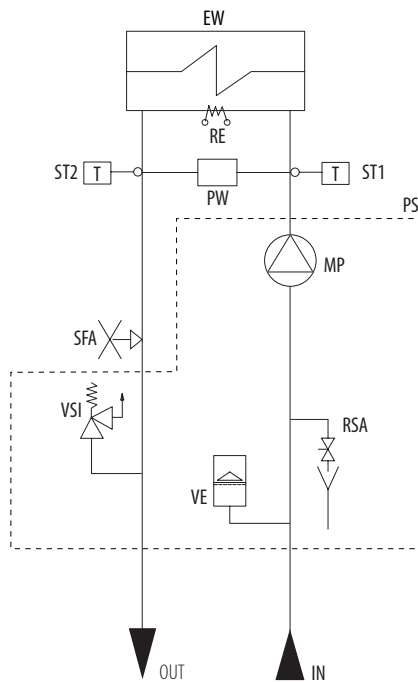 EW
RE
ST2 T PW T ST1
PS
MP
SFA
VSI
RSA
VE
OUT IN